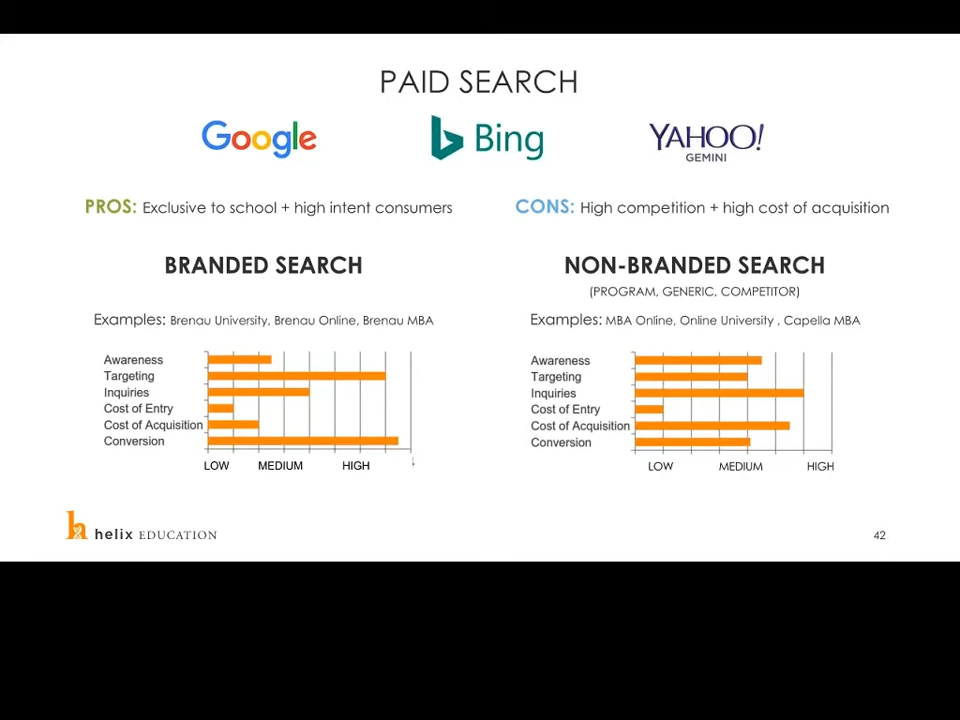 PAID SEARCH
Google
Bing
YAHOO!
GEMINI
PROS: Exclusive to school + high intent consumers
CONS: High competition + high cost of acquisition
BRANDED SEARCH
Examples: Brenau University, Brenau Online, Brenau MBA
Awareness
Targeting
Inquiries
Cost of Entry
Cost of Acquisition
Conversion
LOW MEDIUM HIGH
NON-BRANDED SEARCH
(PROGRAM, GENERIC, COMPETITOR)
Examples: MBA Online, Online University , Capella MBA
Awareness
Targeting
Inquiries
Cost of Entry
Cost of Acquisition
Conversion
LOW MEDIUM HIGH
h helix EDUCATION
42